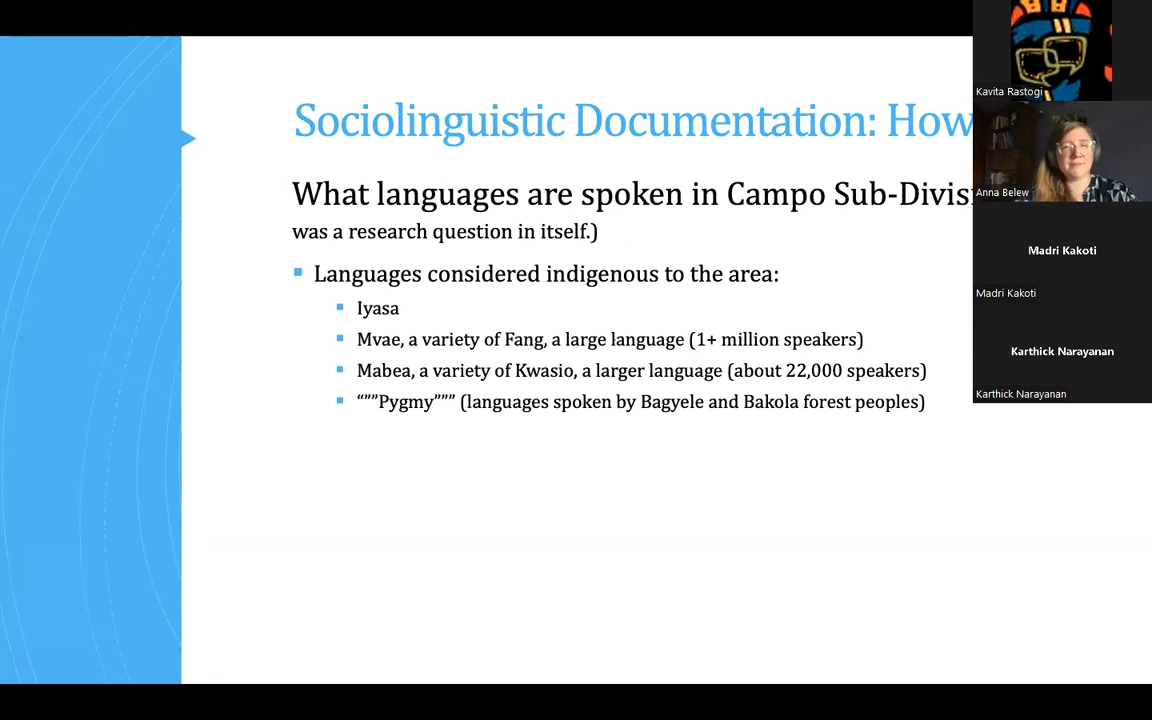 Sociolinguistic Documentation: How
What languages are spoken in Campo Sub-Divis
was a research question in itself.)
Languages considered indigenous to the area:
Iyasa
Mvae, a variety of Fang, a large language (1+ million speakers)
Mabea, a variety of Kwasio, a larger language (about 22,000 speakers)
“””Pygmy””” (languages spoken by Bagyele and Bakola forest peoples)
Kavita Rastogi
Anna Belew
Madri Kakoti
Madri Kakoti
Karthick Narayanan
Karthick Narayanan